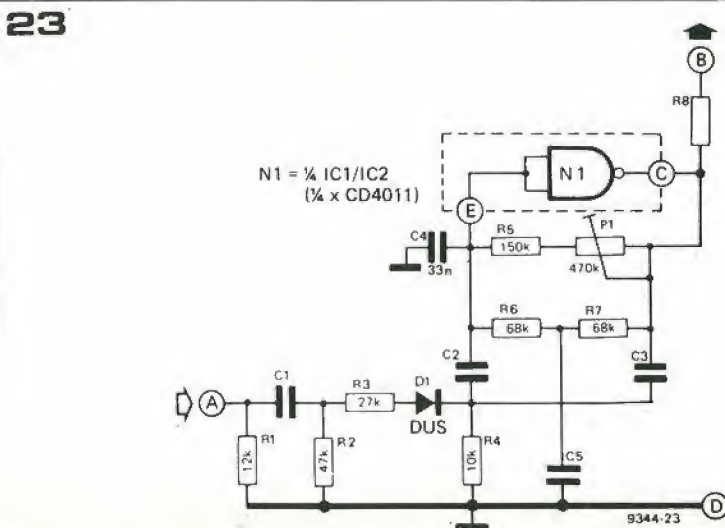 23
B
R8
N1 = ¼ IC1/IC2
(¼ x CD4011)
N1
C
E
C4
33n
R5
150k
P1
470k
R6
68k
R7
68k
C2
C3
C1
R3
27k
D1
DUS
A
R1
12k
R2
47k
R4
10k
C5
D
9344-23